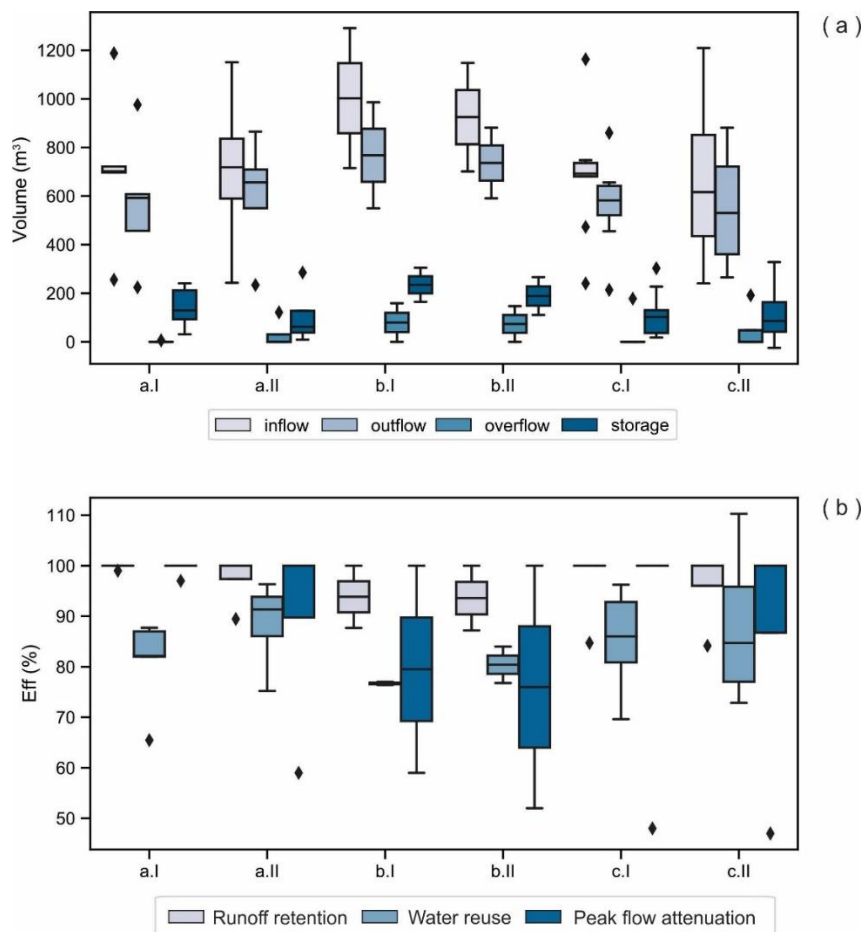 ( a )
1200
1000
800
600
400
200
0
Volume (m³)
a.I a.II b.I b.II c.I c.II
inflow outflow overflow storage
( b )
110
100
90
80
70
60
50
Eff (%)
a.I a.II b.I b.II c.I c.II
Runoff retention Water reuse Peak flow attenuation